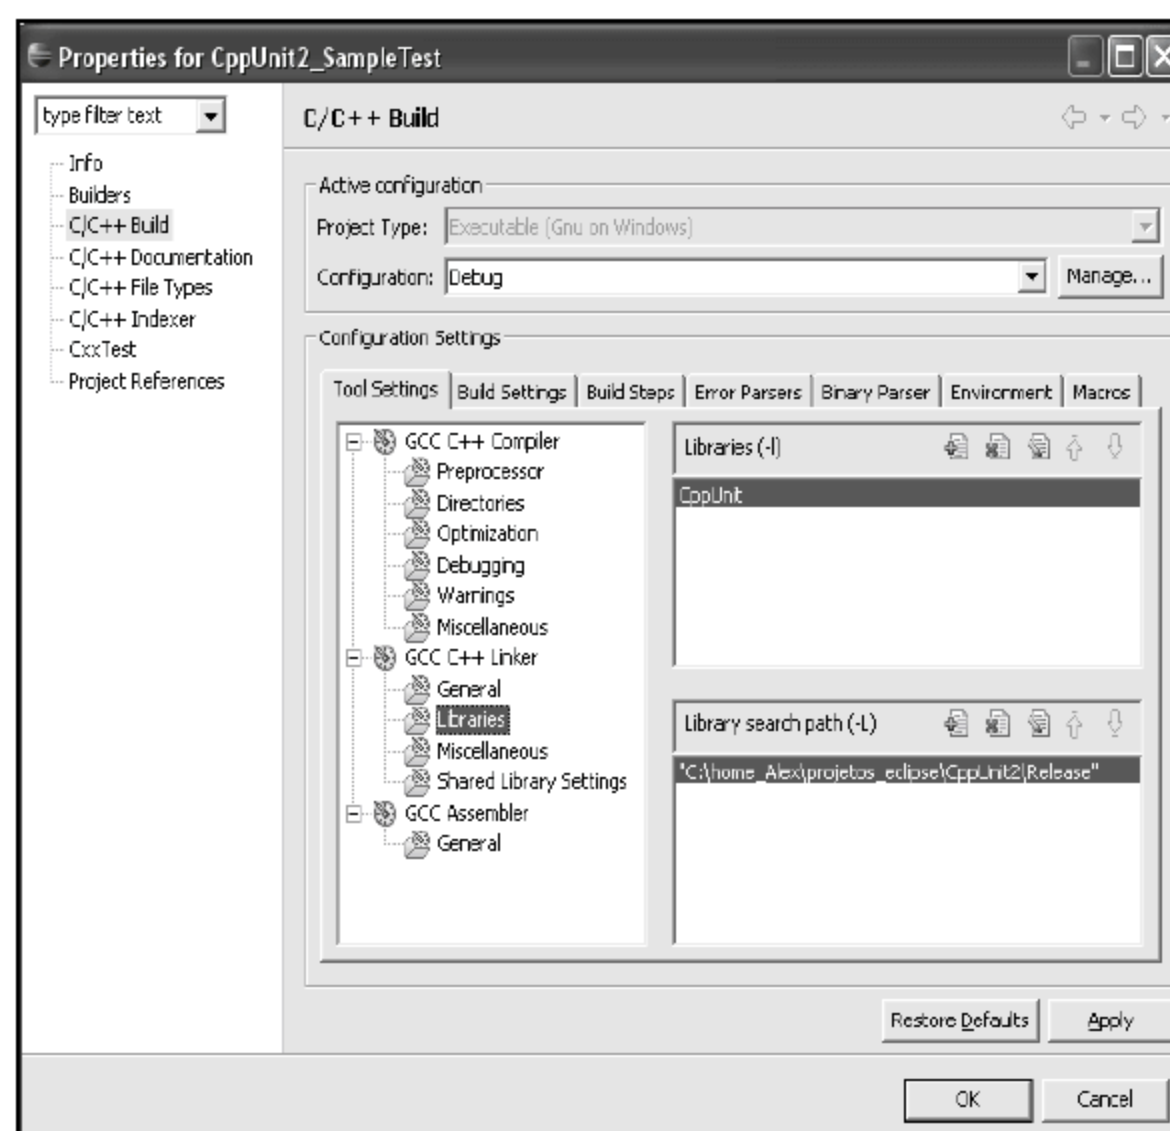 Properties for CppUnit2_SampleTest
type filter text
Info
Builders
C/C++ Build
C/C++ Documentation
C/C++ File Types
C/C++ Indexer
CxxTest
Project References
C/C++ Build
Active configuration
Project Type: Executable (Gnu on Windows)
Configuration: Debug Manage...
Configuration Settings
Tool Settings Build Settings Build Steps Error Parsers Binary Parser Environment Macros
GCC C++ Compiler
Preprocessor
Directories
Optimization
Debugging
Warnings
Miscellaneous
GCC C++ Linker
General
Libraries
Miscellaneous
Shared Library Settings
GCC Assembler
General
Libraries (-l)
CppUnit
Library search path (-L)
"C:\home_Alex\projetos_eclipse\CppUnit2\Release"
Restore Defaults Apply
OK Cancel